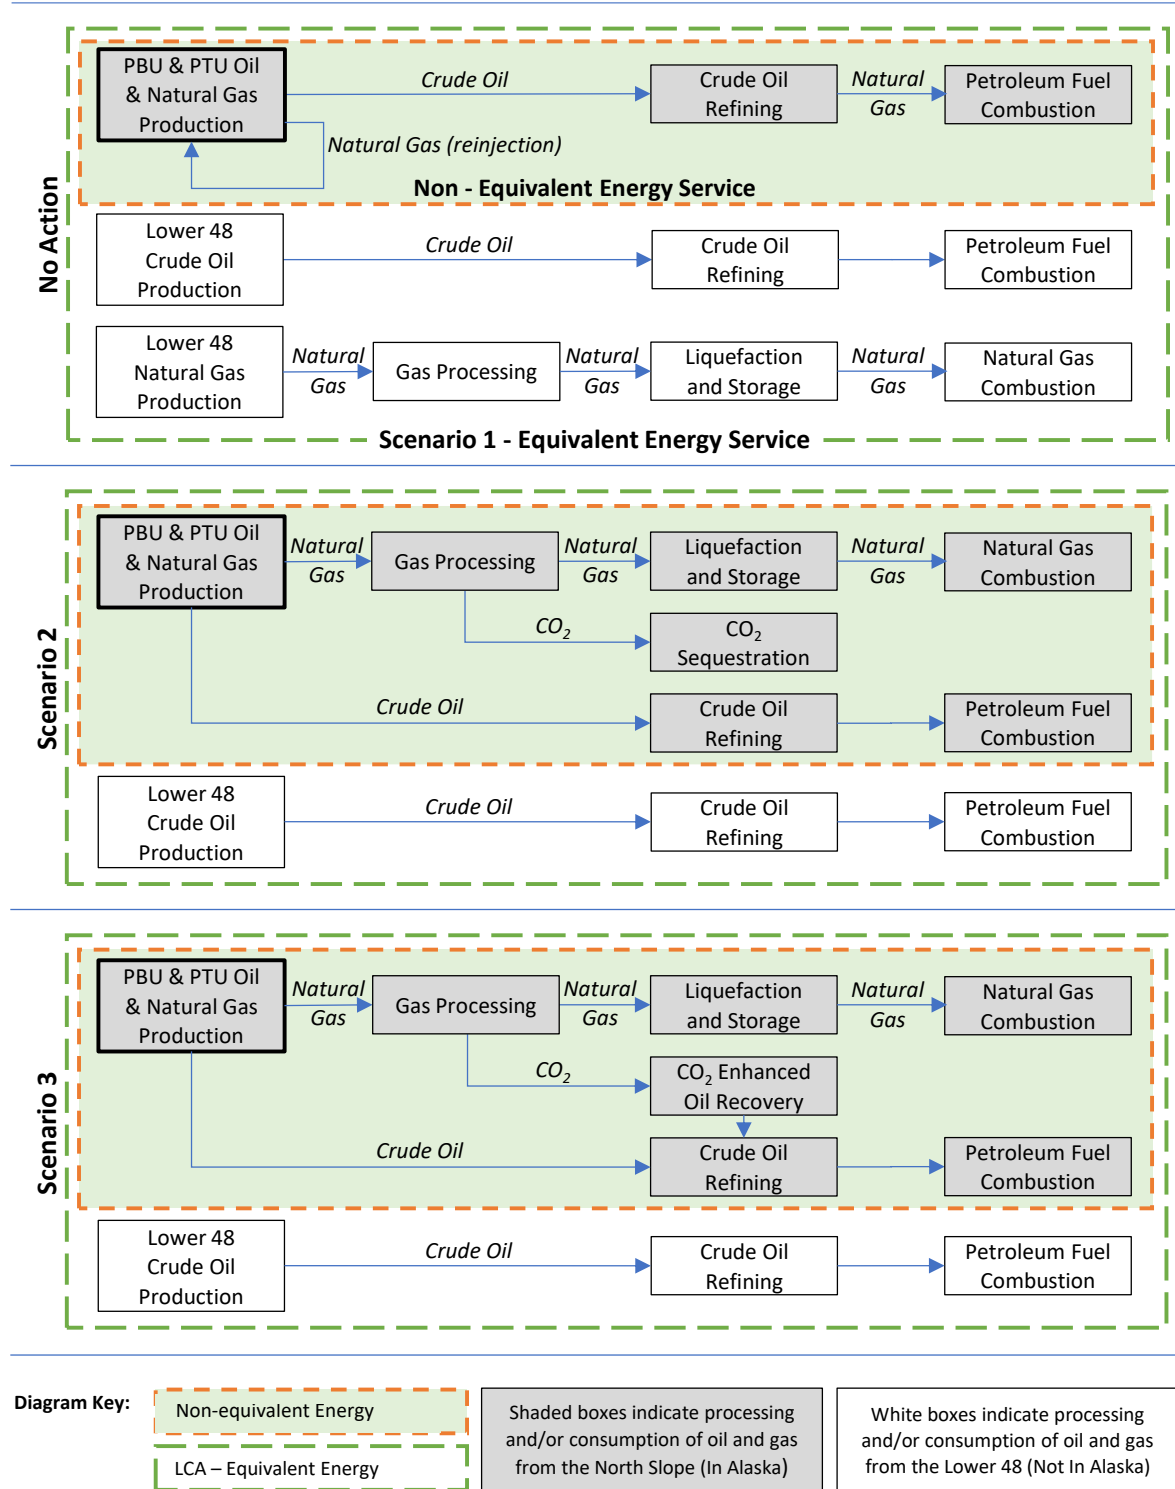 No Action
PBU & PTU Oil
& Natural Gas
Production
Crude Oil
Crude Oil
Refining
Natural
Gas
Petroleum Fuel
Combustion
Natural Gas (reinjection)
Non - Equivalent Energy Service
Lower 48
Crude Oil
Production
Crude Oil
Crude Oil
Refining
Petroleum Fuel
Combustion
Lower 48
Natural Gas
Production
Natural
Gas
Gas Processing
Natural
Gas
Liquefaction
and Storage
Natural
Gas
Natural Gas
Combustion
Scenario 1 - Equivalent Energy Service
Scenario 2
PBU & PTU Oil
& Natural Gas
Production
Natural
Gas
Gas Processing
Natural
Gas
Liquefaction
and Storage
Natural
Gas
Natural Gas
Combustion
CO2
CO2
Sequestration
Crude Oil
Crude Oil
Refining
Petroleum Fuel
Combustion
Lower 48
Crude Oil
Production
Crude Oil
Crude Oil
Refining
Petroleum Fuel
Combustion
Scenario 3
PBU & PTU Oil
& Natural Gas
Production
Natural
Gas
Gas Processing
Natural
Gas
Liquefaction
and Storage
Natural
Gas
Natural Gas
Combustion
CO2
CO2 Enhanced
Oil Recovery
Crude Oil
Crude Oil
Refining
Petroleum Fuel
Combustion
Lower 48
Crude Oil
Production
Crude Oil
Crude Oil
Refining
Petroleum Fuel
Combustion
Diagram Key:
Non-equivalent Energy
LCA – Equivalent Energy
Shaded boxes indicate processing
and/or consumption of oil and gas
from the North Slope (In Alaska)
White boxes indicate processing
and/or consumption of oil and gas
from the Lower 48 (Not In Alaska)